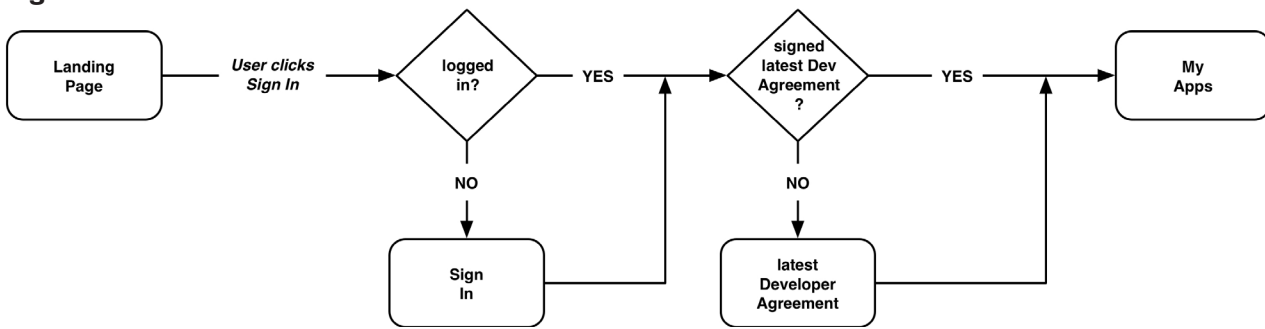 Landing
Page
User clicks
Sign In
logged
in?
YES
signed
latest Dev
Agreement
?
YES
My
Apps
NO
NO
Sign
In
latest
Developer
Agreement